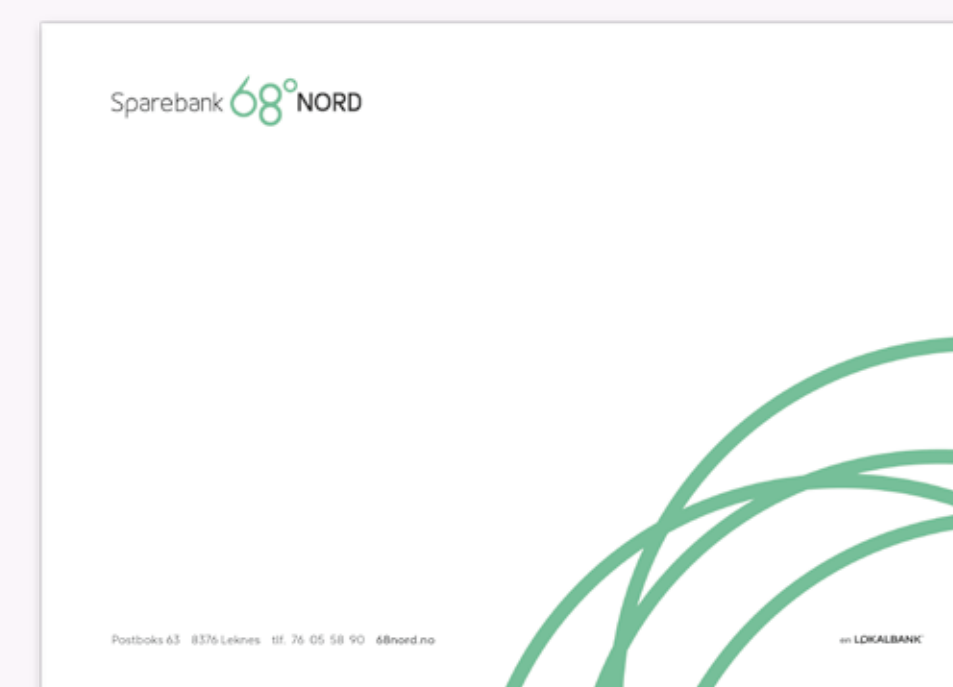 Sparebank 68° NORD
Postboks 63 8376 Leknes tlf. 76 05 58 90 68nord.no
en LOKALBANK